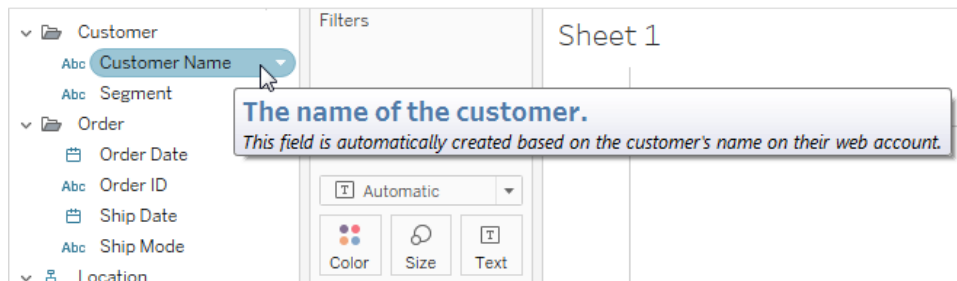 Customer
Abc Customer Name
Abc Segment
Order
Order Date
Abc Order ID
Ship Date
Abc Ship Mode
Location
Filters
T Automatic
Color Size T Text
Sheet 1
The name of the customer.
This field is automatically created based on the customer's name on their web account.